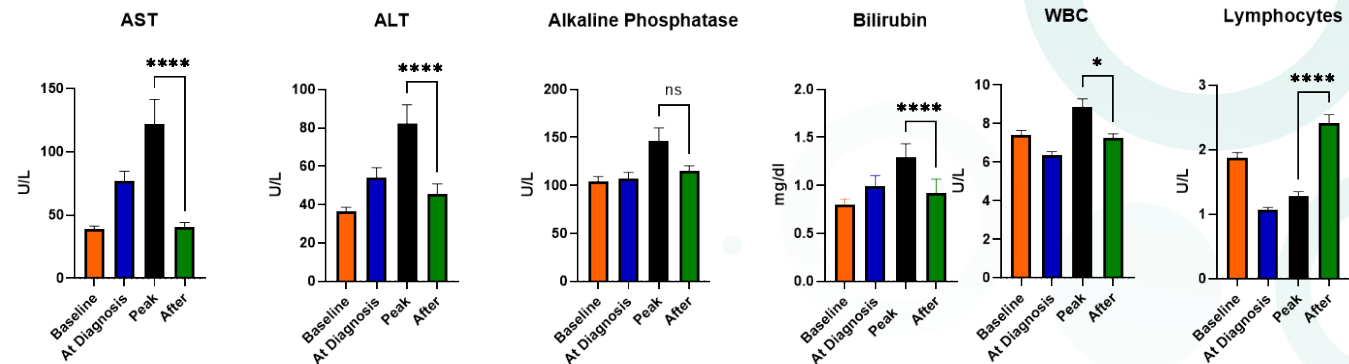 AST
****
U/L
150
100
50
0
Baseline
At Diagnosis
Peak
After
ALT
****
U/L
100
80
60
40
20
0
Baseline
At Diagnosis
Peak
After
Alkaline Phosphatase
ns
U/L
200
150
100
50
0
Baseline
At Diagnosis
Peak
After
Bilirubin
****
mg/dl
2.0
1.5
1.0
0.5
0.0
Baseline
At Diagnosis
Peak
After
WBC
*
U/L
10
8
6
4
2
0
Baseline
At Diagnosis
Peak
After
Lymphocytes
****
U/L
3
2
1
0
Baseline
At Diagnosis
Peak
After